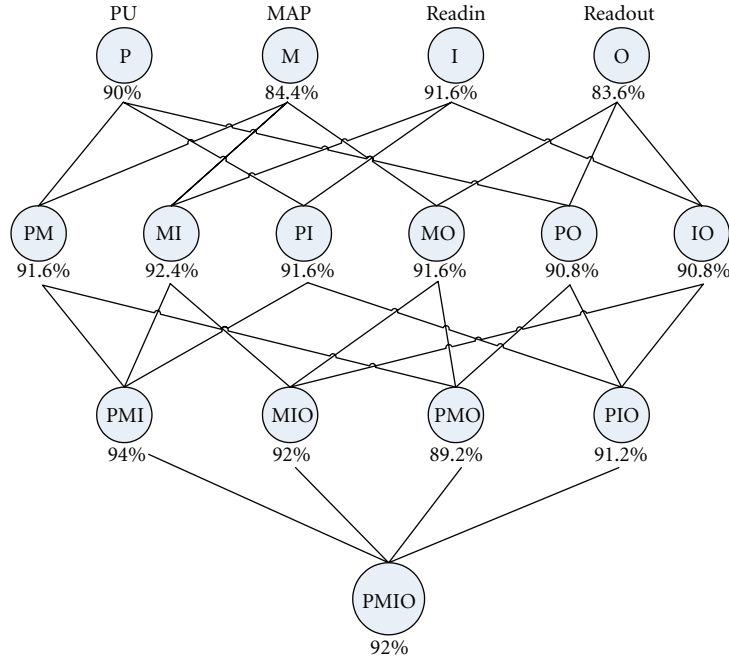 PU MAP Readin Readout
P M I O
90% 84.4% 91.6% 83.6%
PM MI PI MO PO IO
91.6% 92.4% 91.6% 91.6% 90.8% 90.8%
PMI MIO PMO PIO
94% 92% 89.2% 91.2%
PMIO
92%